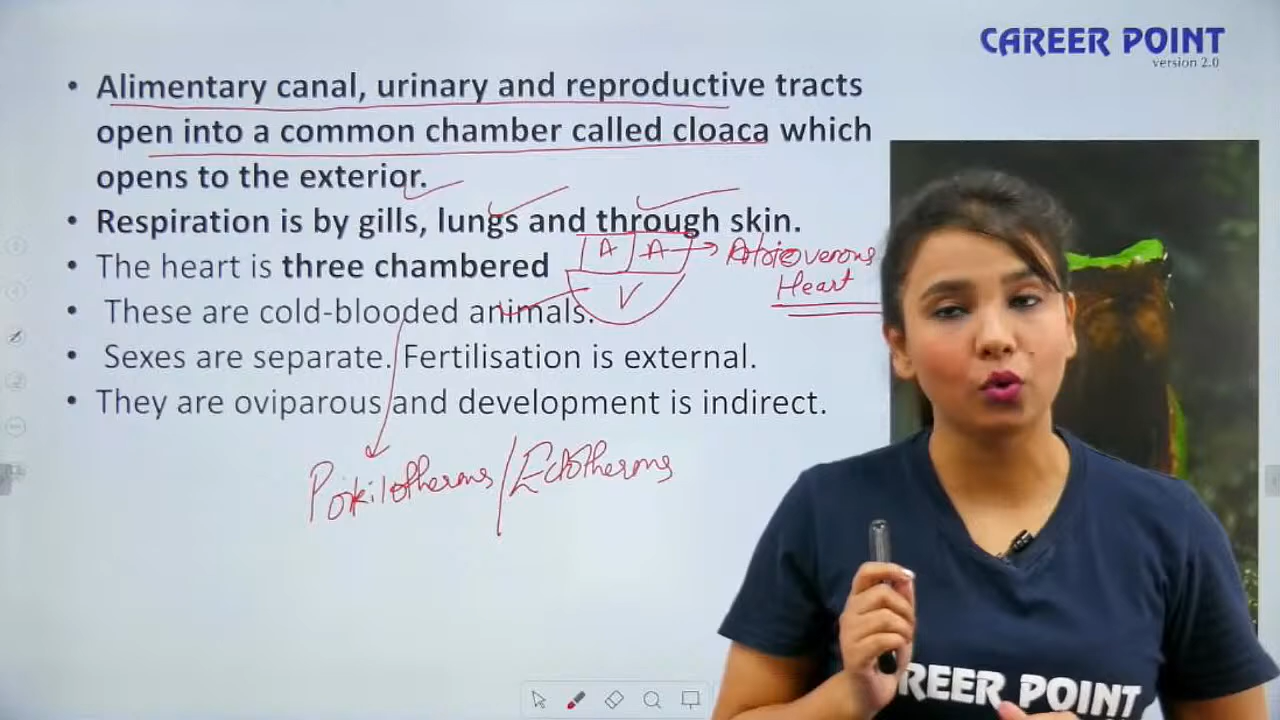 CAREER POINT
version 2.0
• Alimentary canal, urinary and reproductive tracts
open into a common chamber called cloaca which
opens to the exterior.
• Respiration is by gills, lungs and through skin.
• The heart is three chambered
A A
Heart
V
• These are cold-blooded animals.
• Sexes are separate. Fertilisation is external.
• They are oviparous and development is indirect.
Poikilotherms/Ectotherms
REER POINT